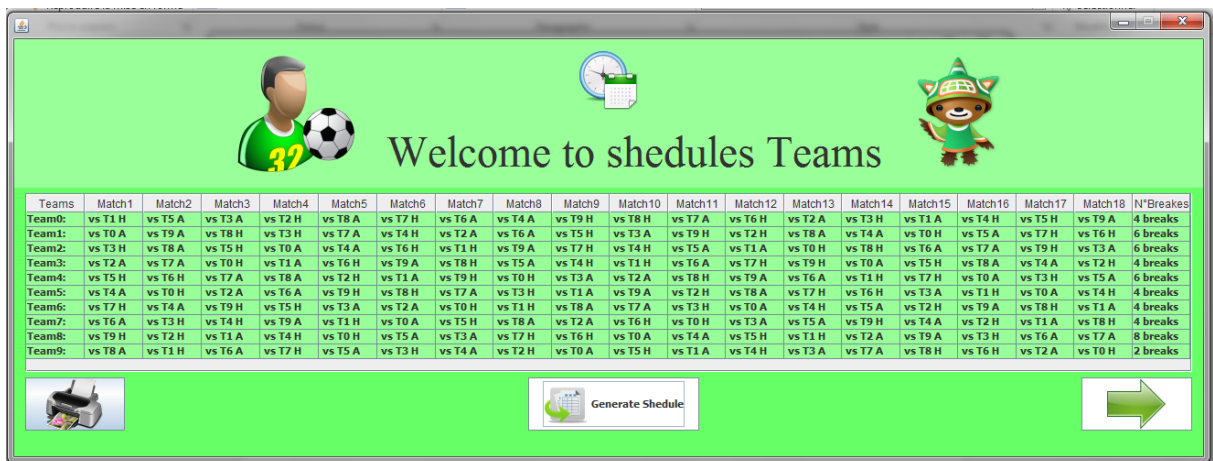 32
Welcome to shedules Teams
Teams Match1 Match2 Match3 Match4 Match5 Match6 Match7 Match8 Match9 Match10 Match11 Match12 Match13 Match14 Match15 Match16 Match17 Match18 N°Breakes
Team0: vs T1 H vs T5 A vs T3 A vs T2 H vs T8 A vs T7 H vs T6 A vs T4 A vs T9 H vs T8 H vs T7 A vs T6 H vs T2 A vs T3 H vs T1 A vs T4 H vs T5 H vs T9 A 4 breaks
Team1: vs T0 A vs T9 A vs T8 H vs T3 H vs T7 A vs T4 H vs T2 A vs T6 A vs T5 H vs T3 A vs T9 H vs T2 H vs T8 A vs T4 A vs T0 H vs T5 A vs T7 H vs T6 H 6 breaks
Team2: vs T3 H vs T8 A vs T5 H vs T0 A vs T4 A vs T6 H vs T1 H vs T9 A vs T7 H vs T4 H vs T5 A vs T1 A vs T0 H vs T8 H vs T6 A vs T7 A vs T9 H vs T3 A 6 breaks
Team3: vs T2 A vs T7 A vs T0 H vs T1 A vs T6 H vs T9 A vs T8 H vs T5 A vs T4 H vs T1 H vs T6 A vs T7 H vs T9 H vs T0 A vs T5 H vs T8 A vs T4 A vs T2 H 4 breaks
Team4: vs T5 H vs T6 H vs T7 A vs T8 A vs T2 H vs T1 A vs T9 H vs T0 H vs T3 A vs T2 A vs T8 H vs T9 A vs T6 A vs T1 H vs T7 H vs T0 A vs T3 H vs T5 A 6 breaks
Team5: vs T4 A vs T0 H vs T2 A vs T6 A vs T9 H vs T8 H vs T7 A vs T3 H vs T1 A vs T9 A vs T2 H vs T8 A vs T7 H vs T6 H vs T3 A vs T1 H vs T0 A vs T4 H 4 breaks
Team6: vs T7 H vs T4 A vs T9 H vs T5 H vs T3 A vs T2 A vs T0 H vs T1 H vs T8 A vs T7 A vs T3 H vs T0 A vs T4 H vs T5 A vs T2 H vs T9 A vs T8 H vs T1 A 4 breaks
Team7: vs T6 A vs T3 H vs T4 H vs T9 A vs T1 H vs T0 A vs T5 H vs T8 A vs T2 A vs T6 H vs T0 H vs T3 A vs T5 A vs T9 H vs T4 A vs T2 H vs T1 A vs T8 H 4 breaks
Team8: vs T9 H vs T2 H vs T1 A vs T4 H vs T0 H vs T5 A vs T3 A vs T7 H vs T6 H vs T0 A vs T4 A vs T5 H vs T1 H vs T2 A vs T9 A vs T3 H vs T6 A vs T7 A 8 breaks
Team9: vs T8 A vs T1 H vs T6 A vs T7 H vs T5 A vs T3 H vs T4 A vs T2 H vs T0 A vs T5 H vs T1 A vs T4 H vs T3 A vs T7 A vs T8 H vs T6 H vs T2 A vs T0 H 2 breaks
Generate Shedule